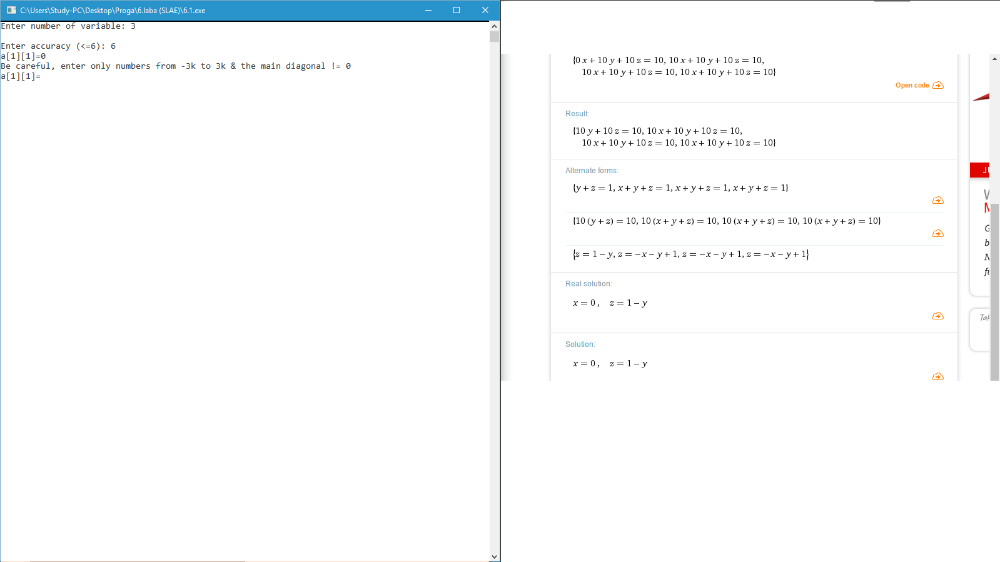 C:\Users\Study-PC\Desktop\Proga\6.laba (SLAE)\6.1.exe
Enter number of variable: 3
Enter accuracy (<=6): 6
a[1][1]=0
Be careful, enter only numbers from -3k to 3k & the main diagonal != 0
a[1][1]=
{0 x + 10 y + 10 z = 10, 10 x + 10 y + 10 z = 10,
10 x + 10 y + 10 z = 10, 10 x + 10 y + 10 z = 10}
Open code
Result:
{10 y + 10 z = 10, 10 x + 10 y + 10 z = 10,
10 x + 10 y + 10 z = 10, 10 x + 10 y + 10 z = 10}
Alternate forms:
{y + z = 1, x + y + z = 1, x + y + z = 1, x + y + z = 1}
{10 (y + z) = 10, 10 (x + y + z) = 10, 10 (x + y + z) = 10, 10 (x + y + z) = 10}
{z = 1 − y, z = −x − y + 1, z = −x − y + 1, z = −x − y + 1}
Real solution:
x = 0 , z = 1 − y
Solution:
x = 0 , z = 1 − y